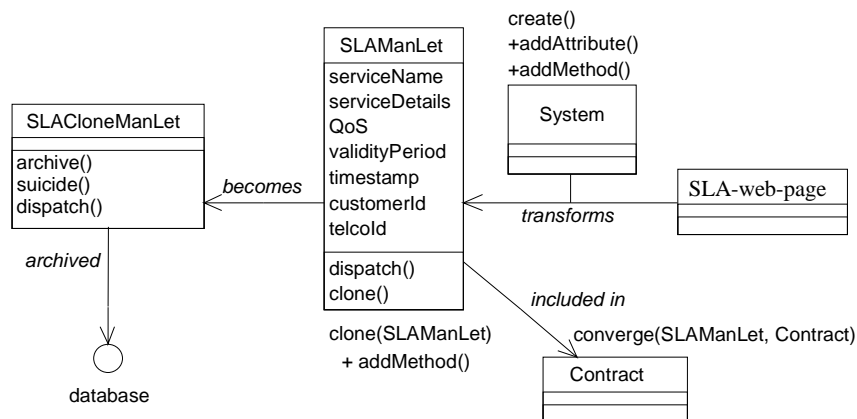 create()
+addAttribute()
+addMethod()
System
SLAManLet
serviceName
serviceDetails
QoS
validityPeriod
timestamp
customerId
telcoId
dispatch()
clone()
clone(SLAManLet)
+ addMethod()
SLACloneManLet
archive()
suicide()
dispatch()
becomes
transforms
SLA-web-page
archived
database
included in
converge(SLAManLet, Contract)
Contract